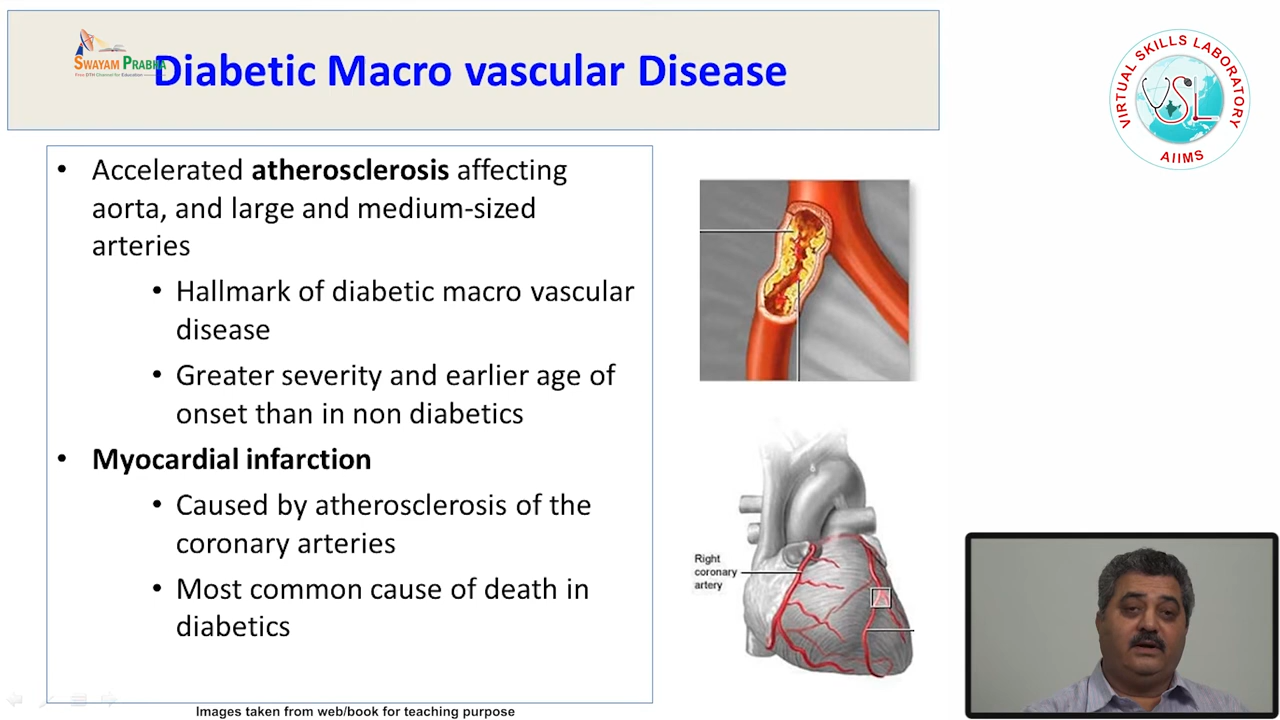 SWAYAM PRABHA
Free DTH Channel for Education
Diabetic Macro vascular Disease
VIRTUAL SKILLS LABORATORY
VSL
AIIMS
• Accelerated atherosclerosis affecting
aorta, and large and medium-sized
arteries
• Hallmark of diabetic macro vascular
disease
• Greater severity and earlier age of
onset than in non diabetics
• Myocardial infarction
• Caused by atherosclerosis of the
coronary arteries
• Most common cause of death in
diabetics
Right
coronary
artery
Images taken from web/book for teaching purpose